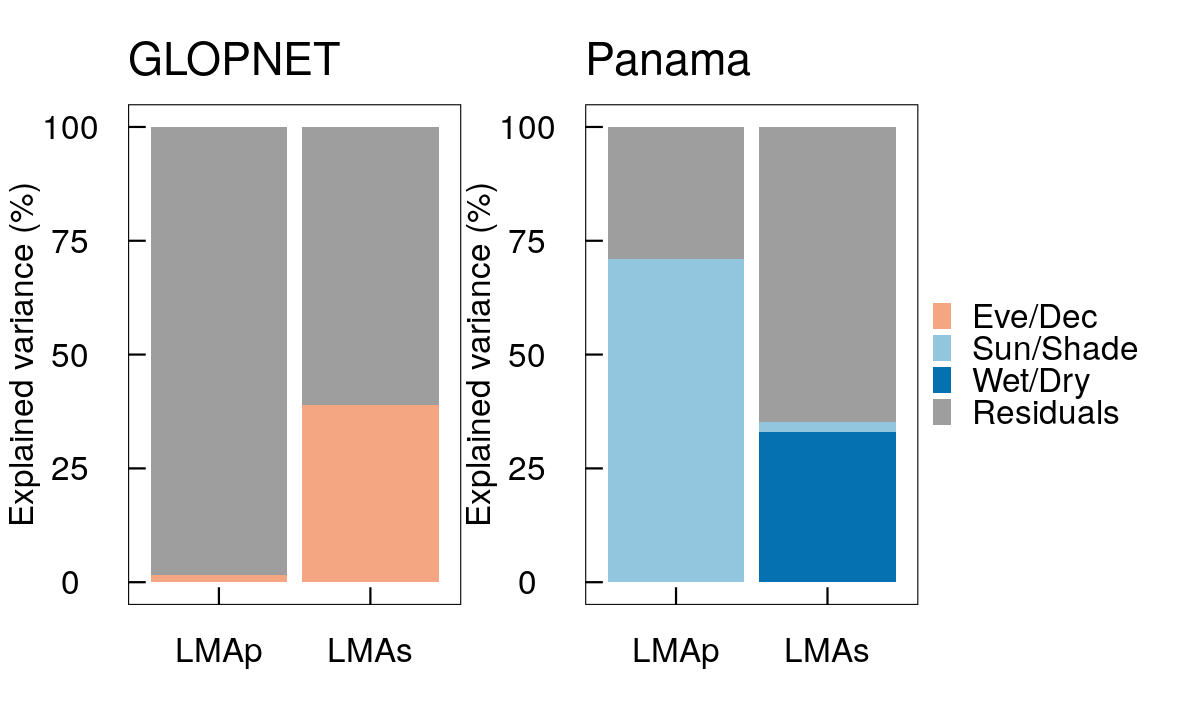 GLOPNET
Explained variance (%)
100
75
50
25
0
LMAp LMAs
Panama
Explained variance (%)
100
75
50
25
0
LMAp LMAs
Eve/Dec
Sun/Shade
Wet/Dry
Residuals